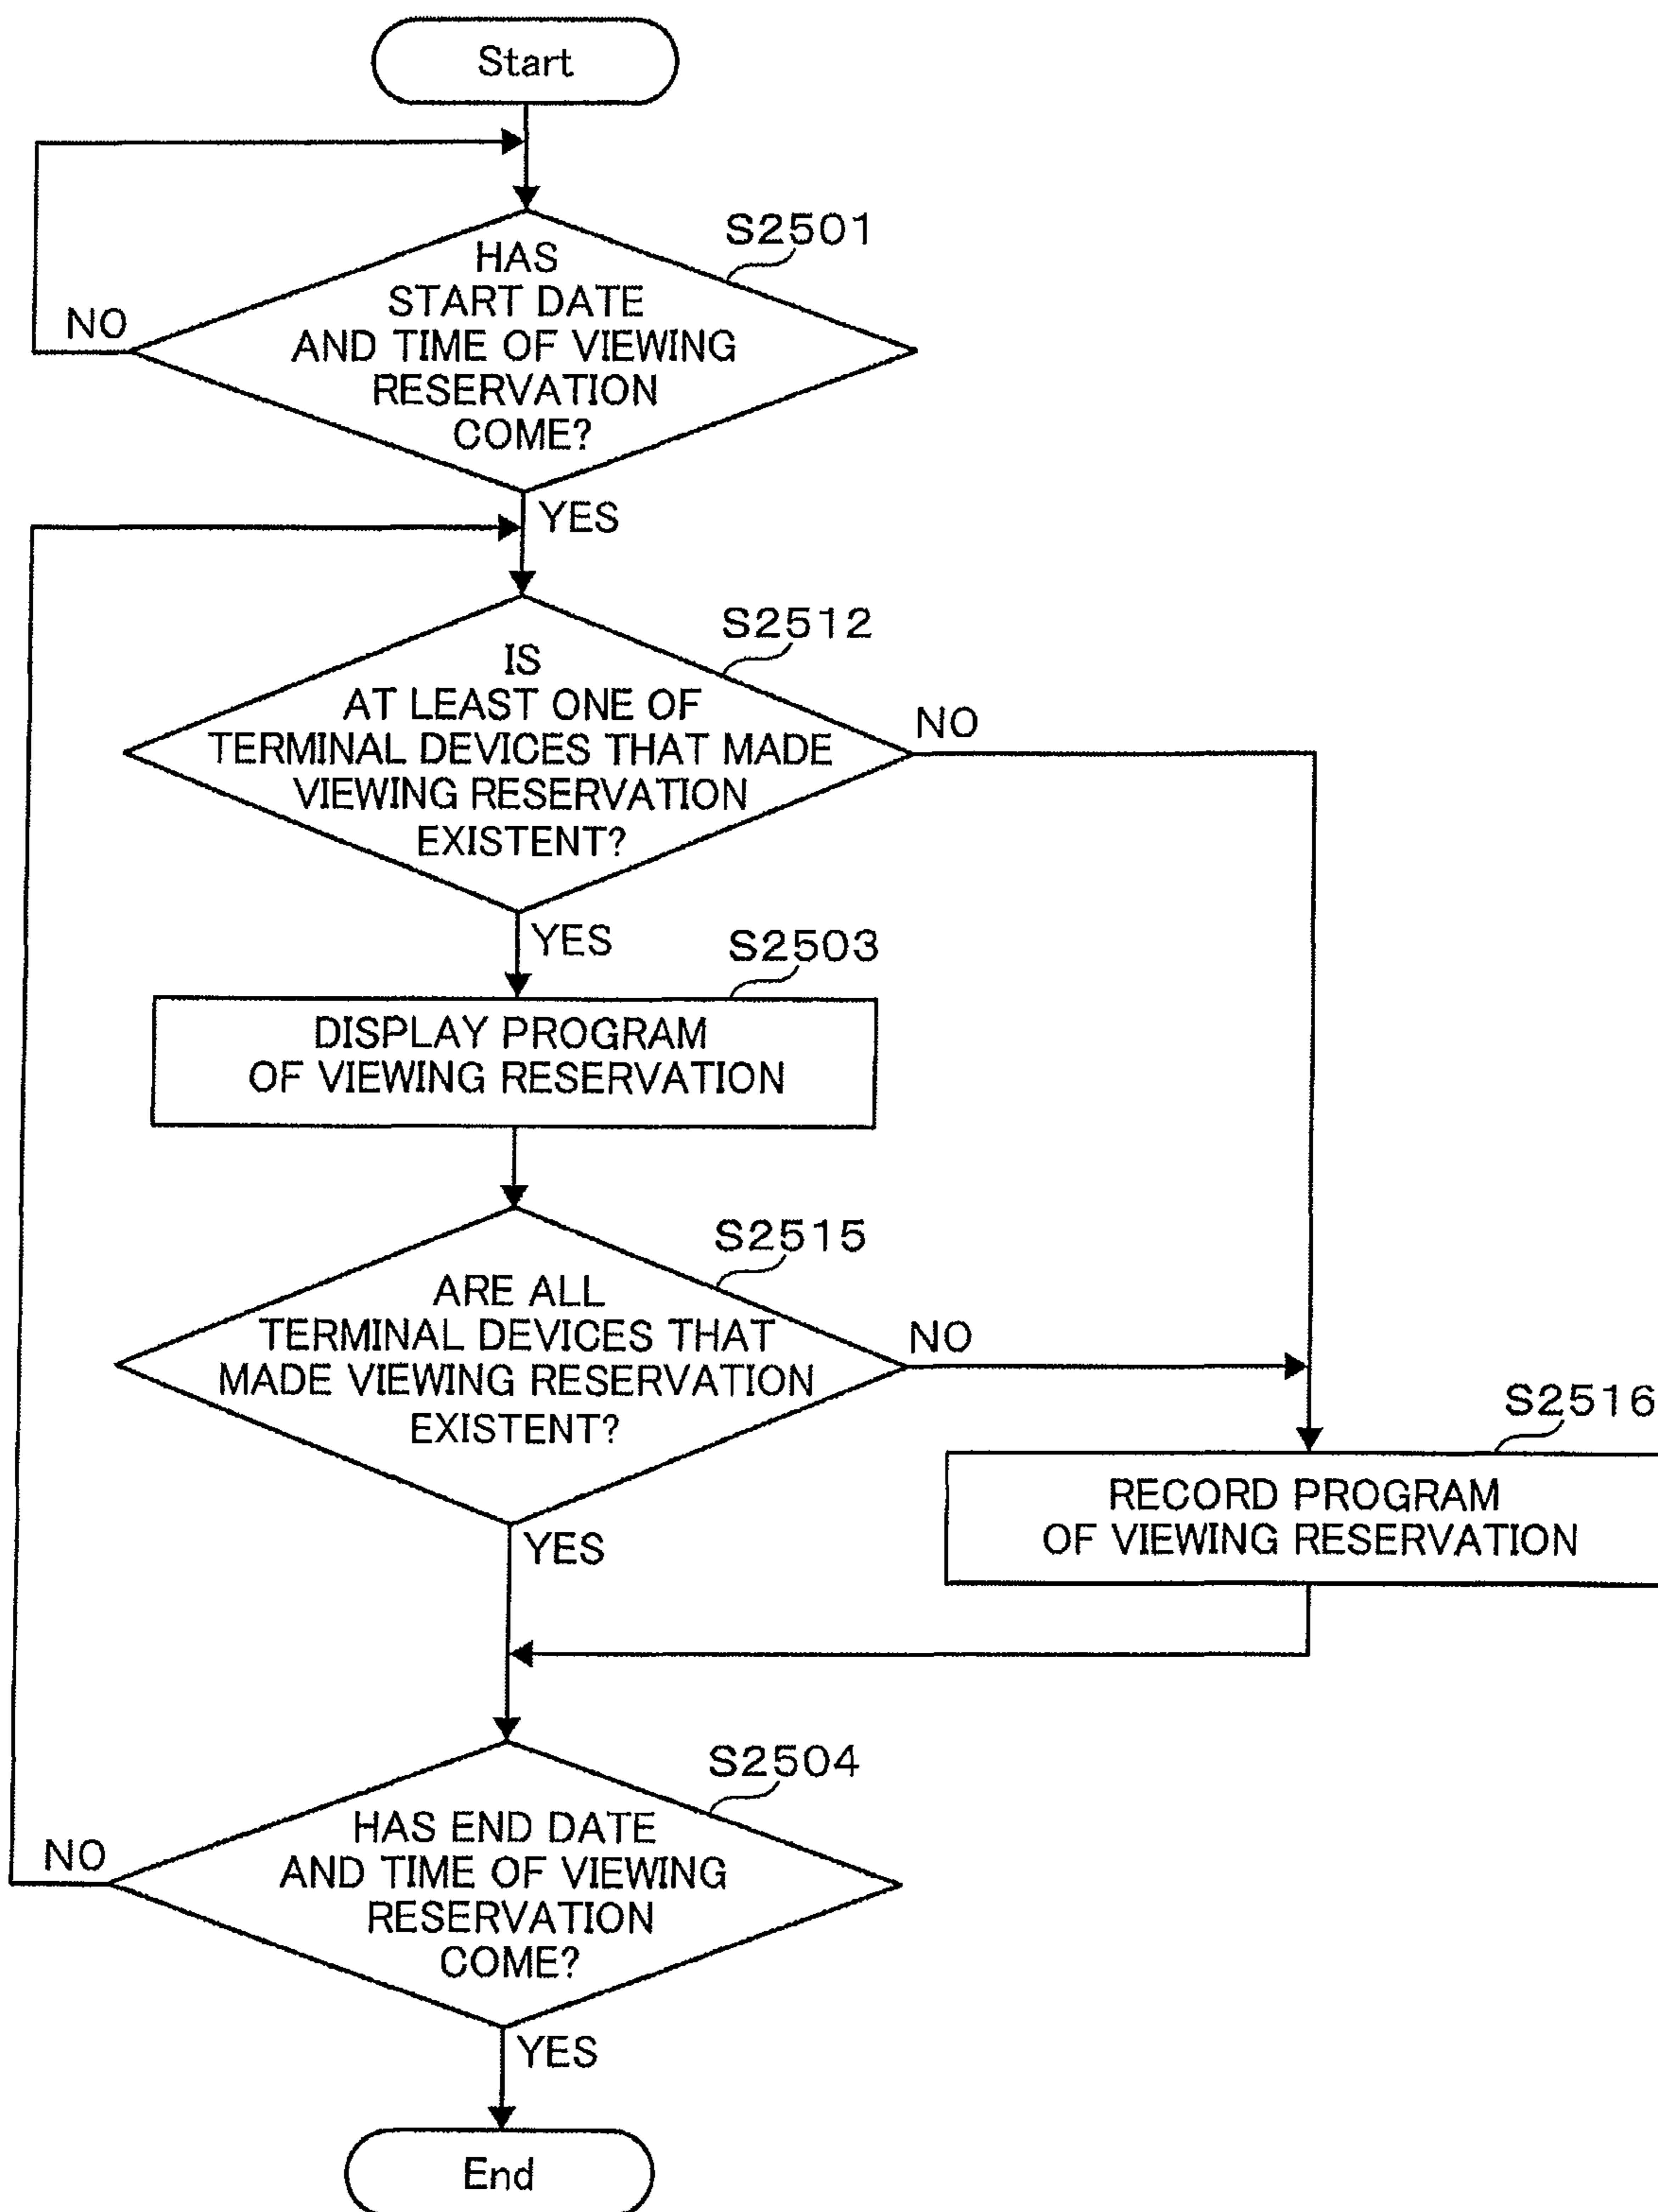 Start
S2501
HAS
START DATE
AND TIME OF VIEWING
RESERVATION
COME?
NO
YES
S2512
IS
AT LEAST ONE OF
TERMINAL DEVICES THAT MADE
VIEWING RESERVATION
EXISTENT?
NO
YES
S2503
DISPLAY PROGRAM
OF VIEWING RESERVATION
S2515
ARE ALL
TERMINAL DEVICES THAT
MADE VIEWING RESERVATION
EXISTENT?
NO
YES
S2516
RECORD PROGRAM
OF VIEWING RESERVATION
S2504
HAS END DATE
AND TIME OF VIEWING
RESERVATION
COME?
NO
YES
End